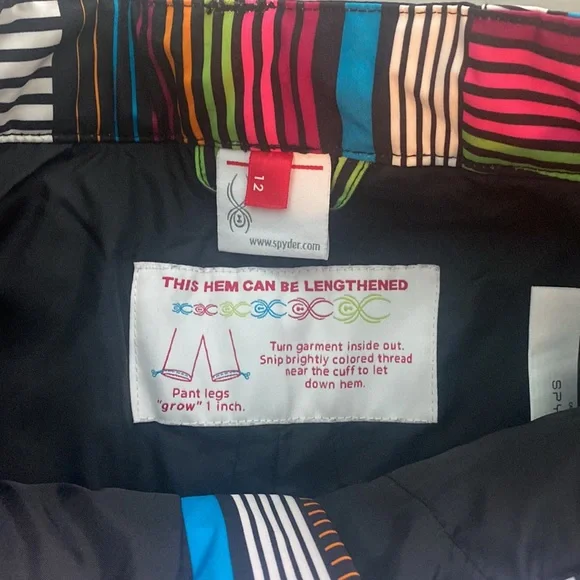 12
www.spyder.com
THIS HEM CAN BE LENGTHENED
Turn garment inside out.
Snip brightly colored thread
near the cuff to let
down hem.
Pant legs
"grow" 1 inch.